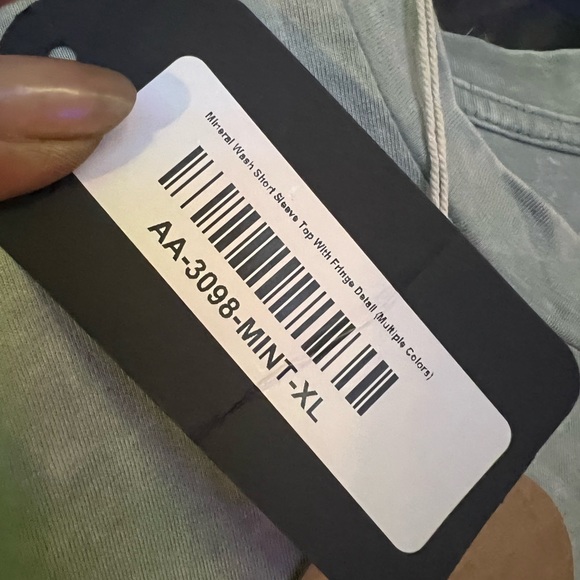 Mineral Wash Short Sleeve Top With Fringe Detail (Multiple Colors)
AA-3098-MINT-XL